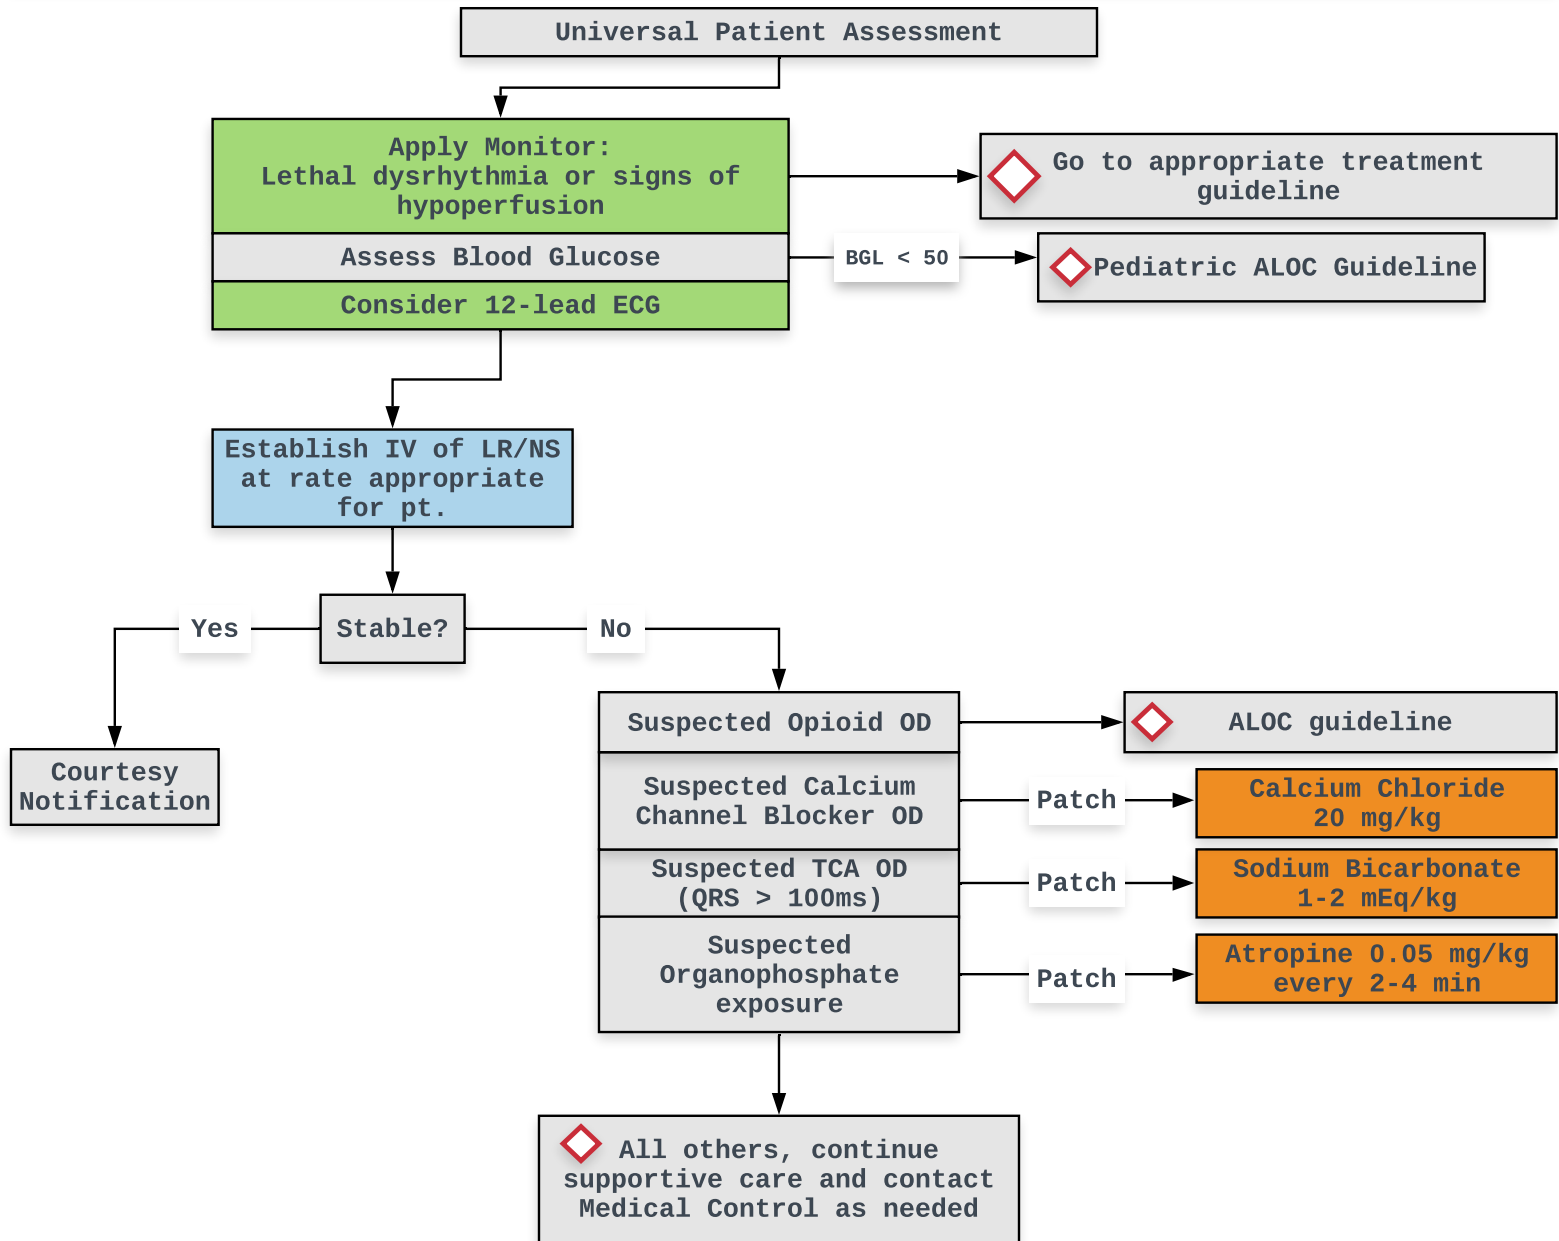 Universal Patient Assessment
Apply Monitor:
Lethal dysrhythmia or signs of
hypoperfusion
Go to appropriate treatment
guideline
Assess Blood Glucose
BGL < 50
Pediatric ALOC Guideline
Consider 12-lead ECG
Establish IV of LR/NS
at rate appropriate
for pt.
Stable?
Yes
No
Courtesy
Notification
Suspected Opioid OD
ALOC guideline
Suspected Calcium
Channel Blocker OD
Patch
Calcium Chloride
20 mg/kg
Suspected TCA OD
(QRS > 100ms)
Patch
Sodium Bicarbonate
1-2 mEq/kg
Suspected
Organophosphate
exposure
Patch
Atropine 0.05 mg/kg
every 2-4 min
All others, continue
supportive care and contact
Medical Control as needed